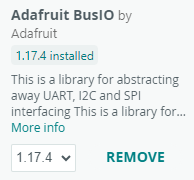 Adafruit BusIO by
Adafruit
1.17.4 installed
This is a library for abstracting
away UART, I2C and SPI
interfacing This is a library for...
More info
1.17.4 REMOVE